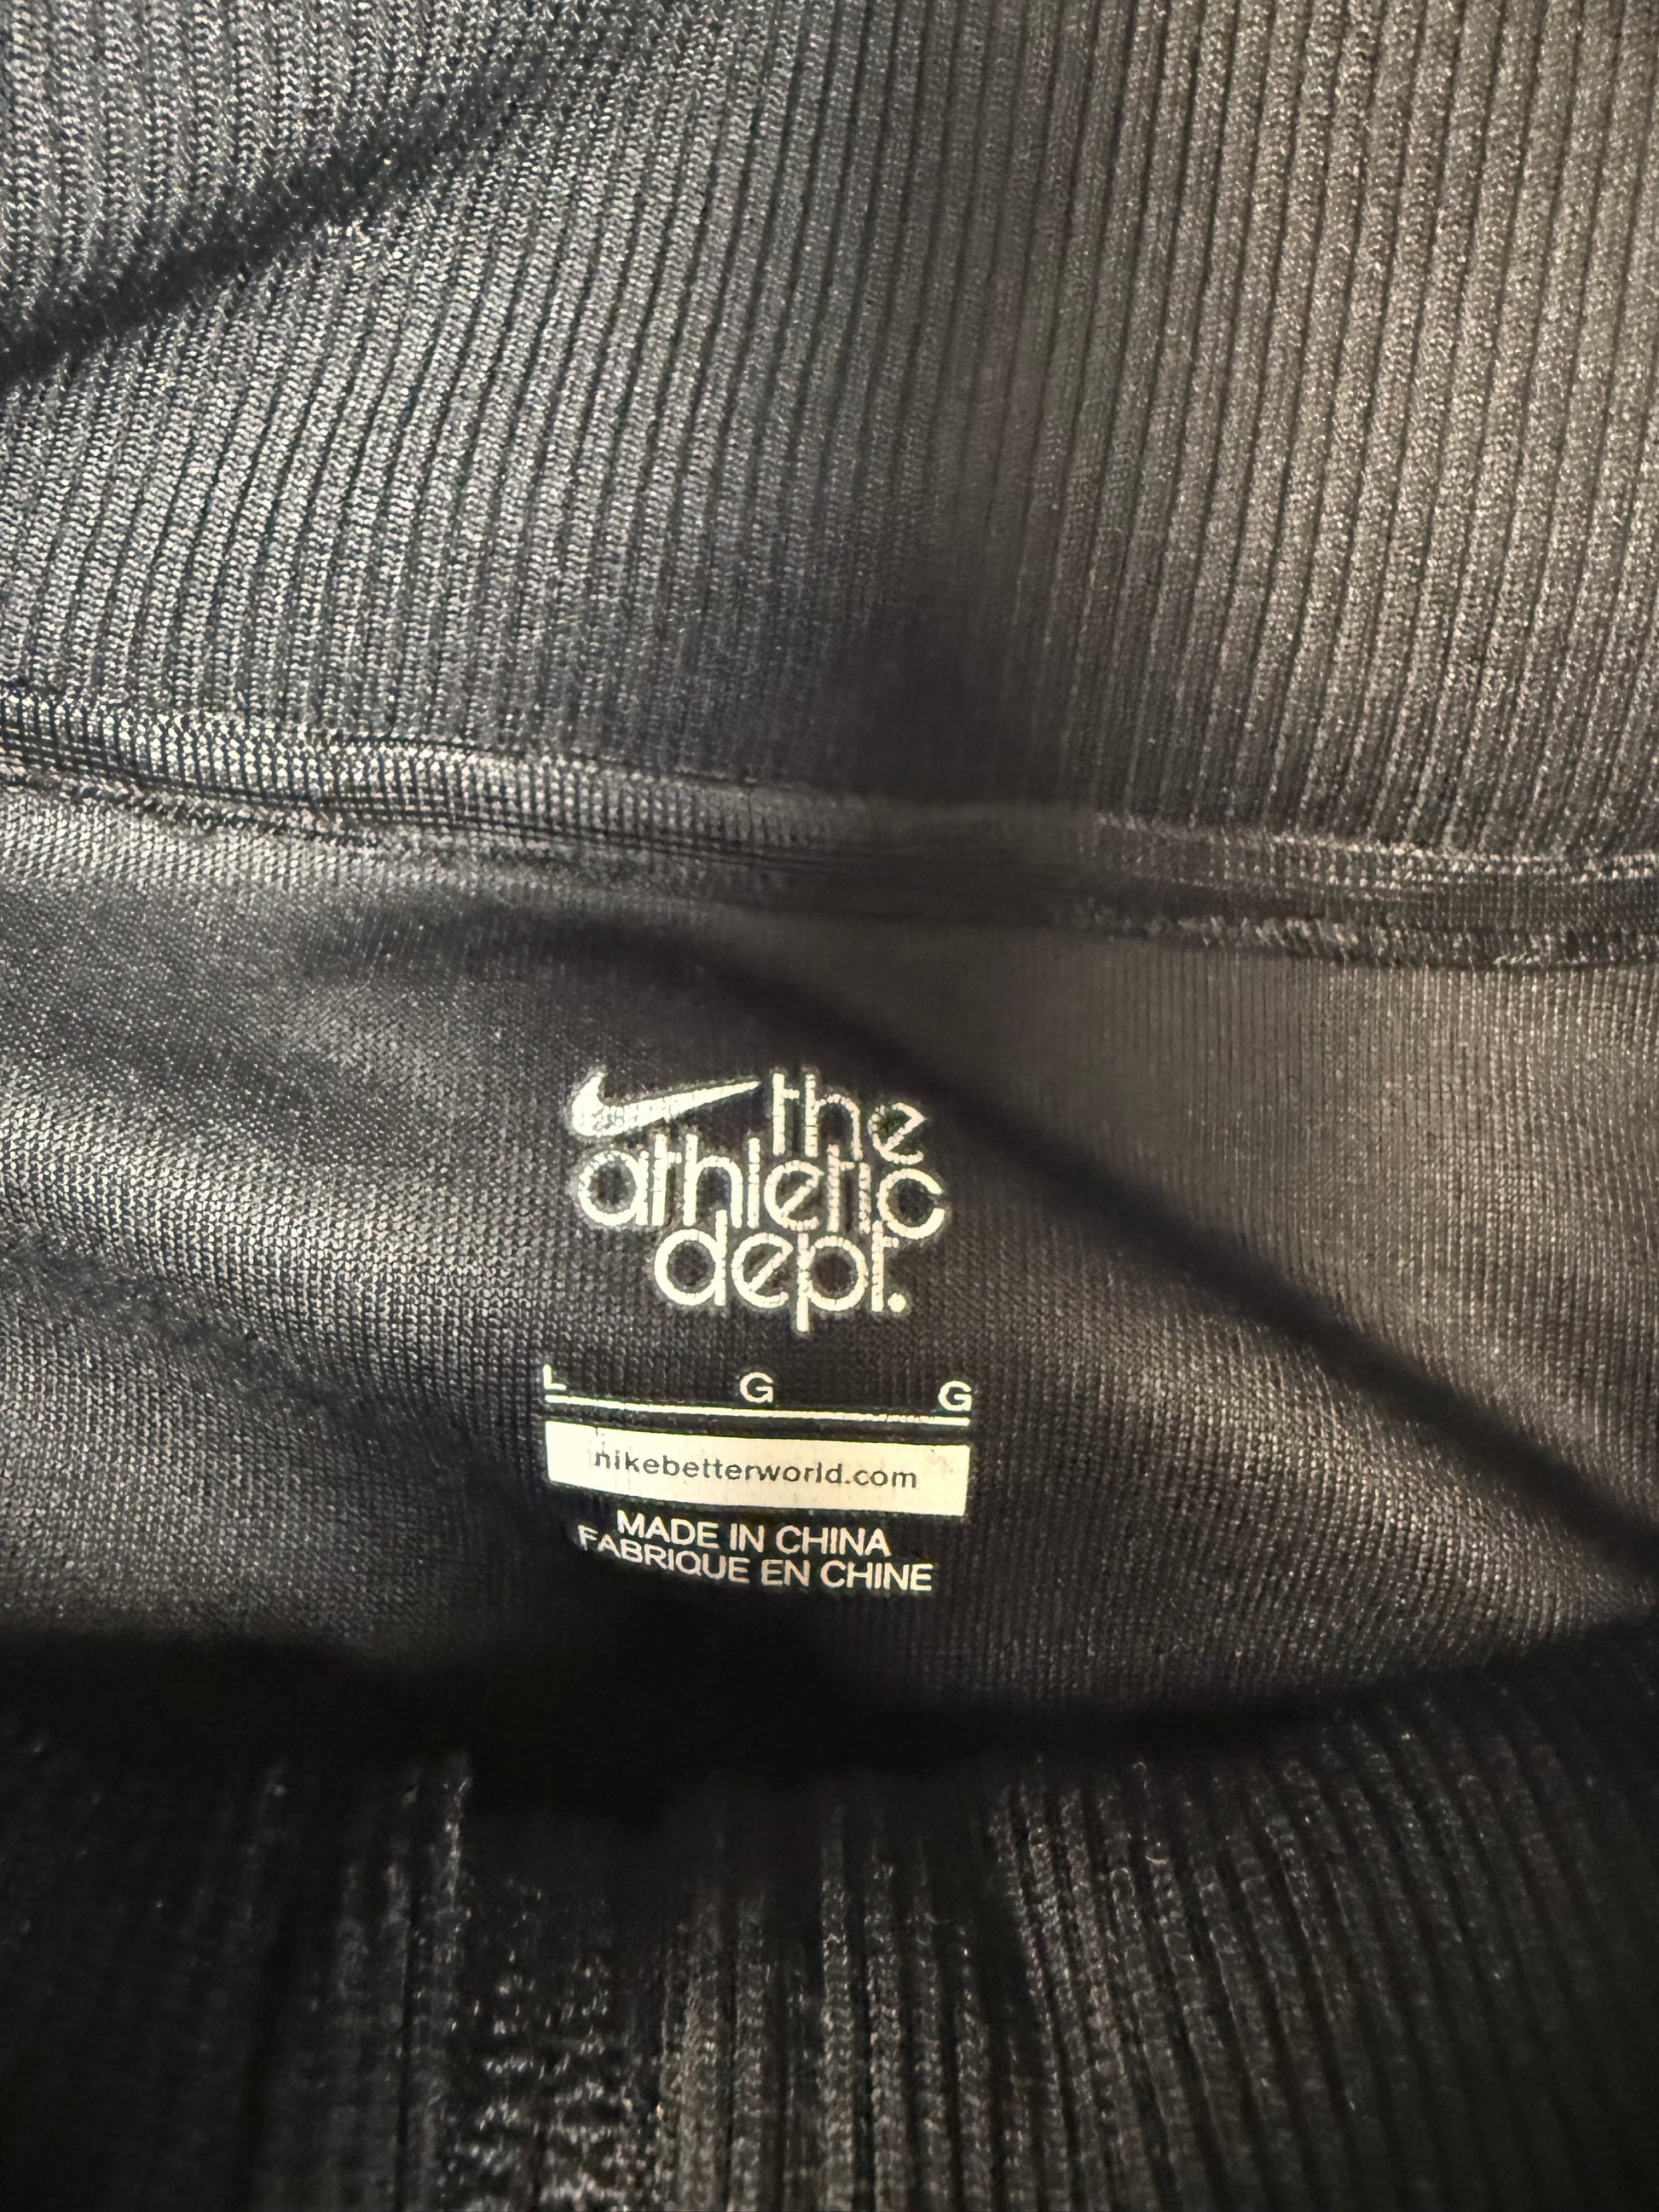 the
athletic
dept.
L G G
nikebetterworld.com
MADE IN CHINA
FABRIQUE EN CHINE